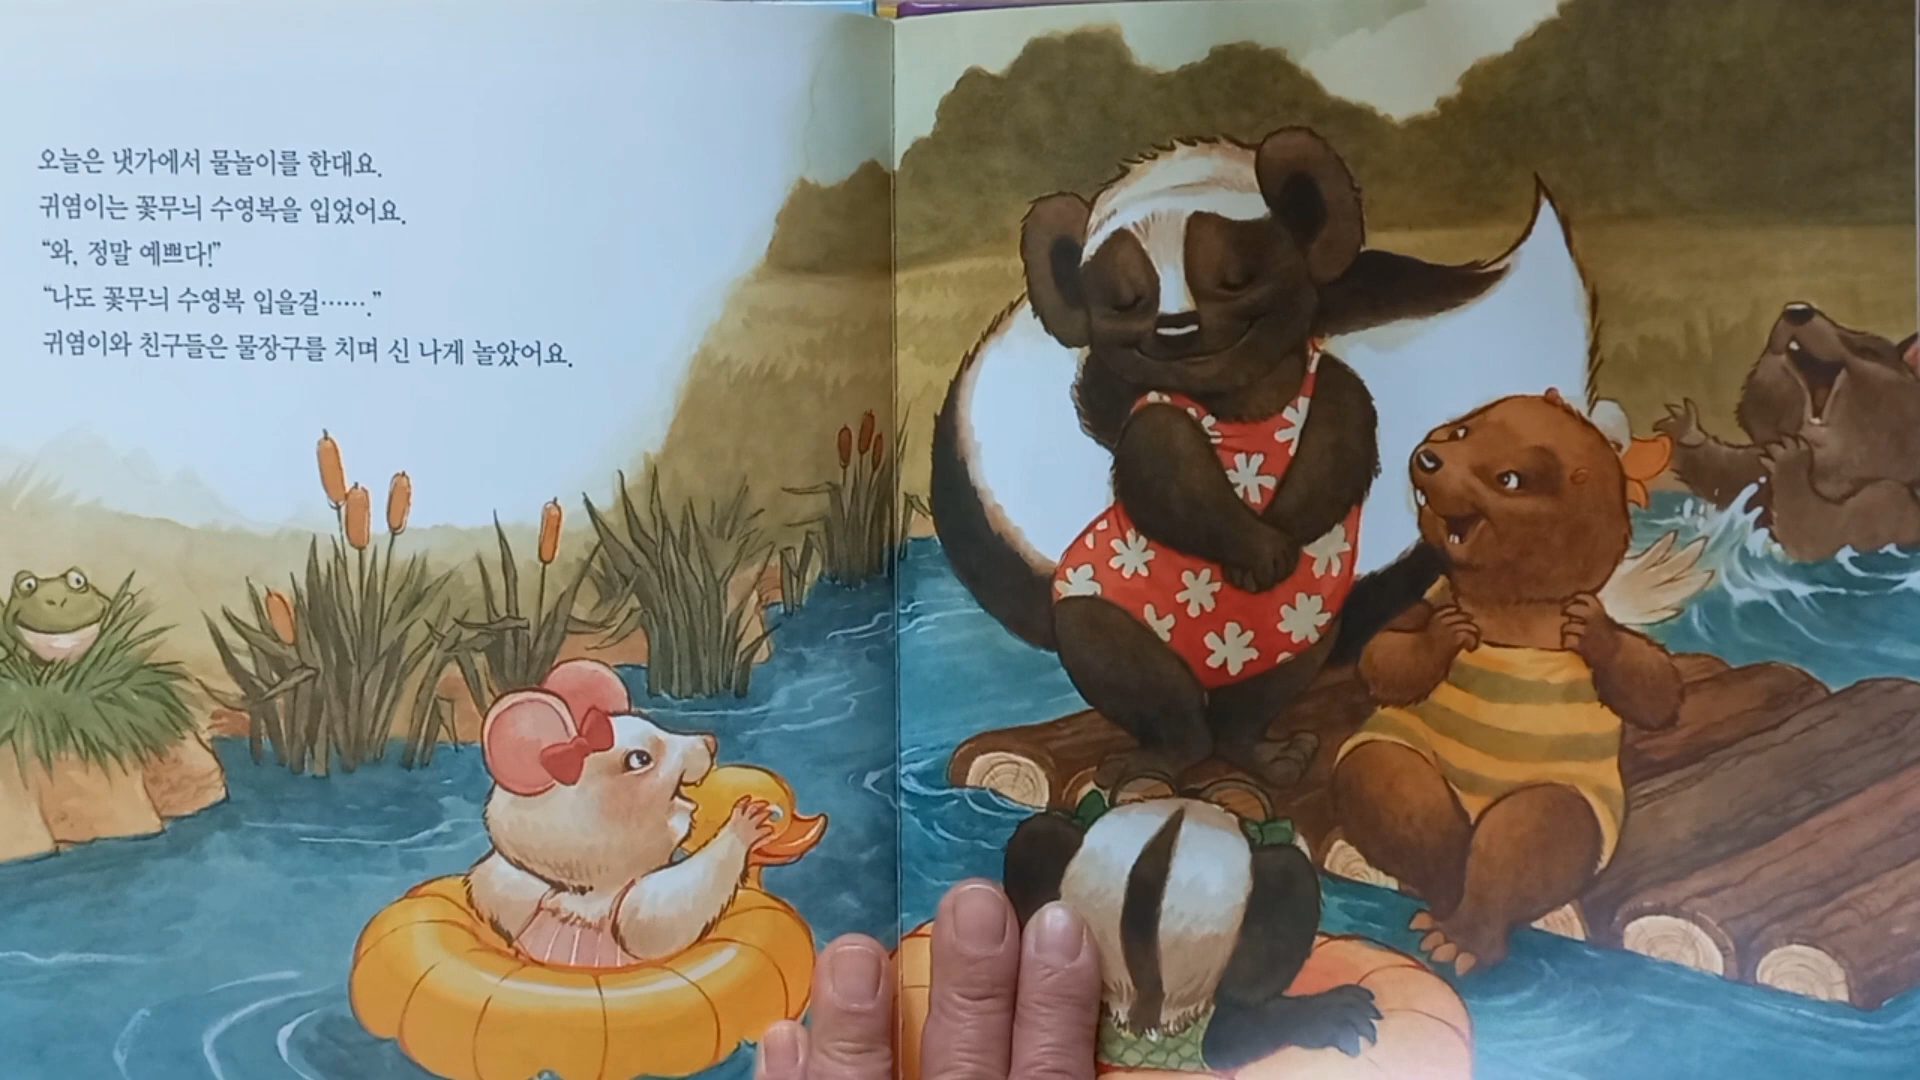 오늘은 냇가에서 물놀이를 한대요.
귀염이는 꽃무늬 수영복을 입었어요.
“와, 정말 예쁘다!”
“나도 꽃무늬 수영복 입을걸…….”
귀염이와 친구들은 물장구를 치며 신 나게 놀았어요.